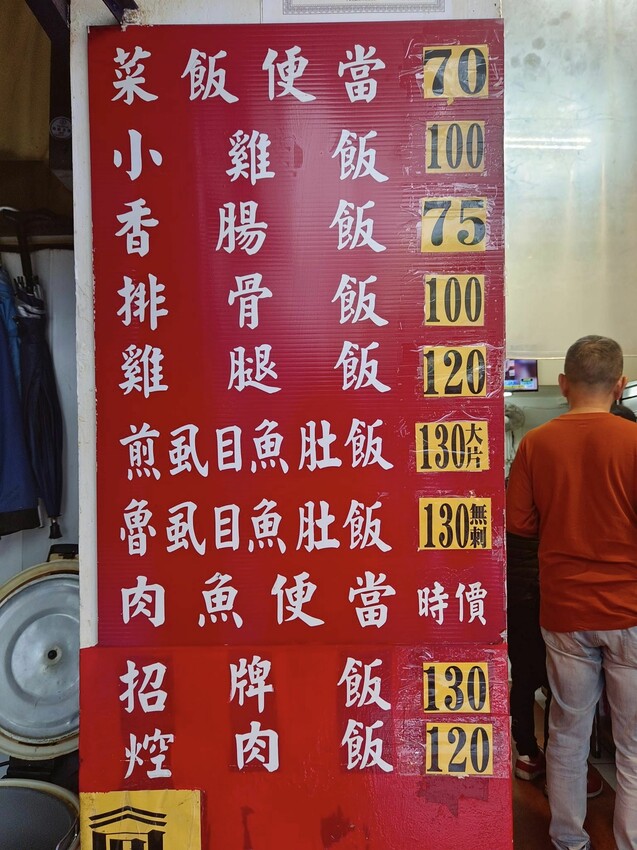 菜飯便當 70
小雞飯 100
香腸飯 75
排骨飯 100
雞腿飯 120
煎虱目魚肚飯 130大片
魯虱目魚肚飯 130無刺
肉魚便當 時價
招牌飯 130
焢肉飯 120